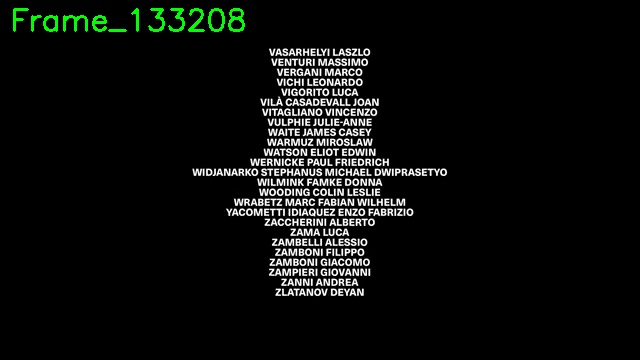 Frame_133208
VASARHELYI LASZLO
VENTURI MASSIMO
VERGANI MARCO
VICHI LEONARDO
VIGORITO LUCA
VILÀ CASADEVALL JOAN
VITAGLIANO VINCENZO
VULPHIE JULIE-ANNE
WAITE JAMES CASEY
WARMUZ MIROSLAW
WATSON ELIOT EDWIN
WERNICKE PAUL FRIEDRICH
WIDJANARKO STEPHANUS MICHAEL DWIPRASETYO
WILMINK FAMKE DONNA
WOODING COLIN LESLIE
WRABETZ MARC FABIAN WILHELM
YACOMETTI IDIAQUEZ ENZO FABRIZIO
ZACCHERINI ALBERTO
ZAMA LUCA
ZAMBELLI ALESSIO
ZAMBONI FILIPPO
ZAMBONI GIACOMO
ZAMPIERI GIOVANNI
ZANNI ANDREA
ZLATANOV DEYAN